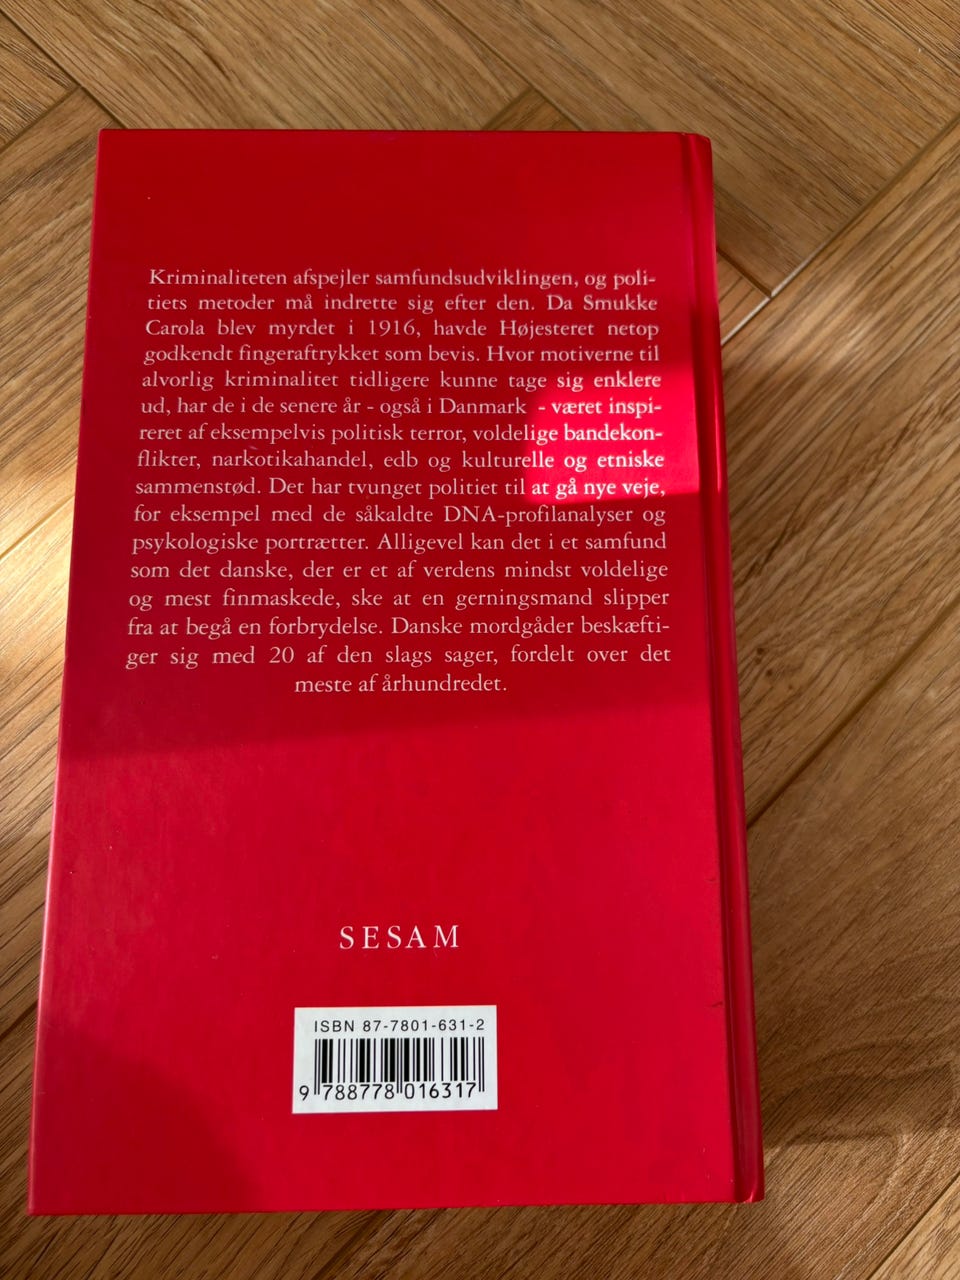 Kriminaliteten afspejler samfundsudviklingen, og poli-
tiets metoder må indrette sig efter den. Da Smukke
Carola blev myrdet i 1916, havde Højesteret netop
godkendt fingeraftrykket som bevis. Hvor motiverne til
alvorlig kriminalitet tidligere kunne tage sig enklere
ud, har de i de senere år - også i Danmark - været inspi-
reret af eksempelvis politisk terror, voldelige bandekon-
flikter, narkotikahandel, edb og kulturelle og etniske
sammenstød. Det har tvunget politiet til at gå nye veje,
for eksempel med de såkaldte DNA-profilanalyser og
psykologiske portrætter. Alligevel kan det i et samfund
som det danske, der er et af verdens mindst voldelige
og mest finmaskede, ske at en gerningsmand slipper
fra at begå en forbrydelse. Danske mordgåder beskæfti-
ger sig med 20 af den slags sager, fordelt over det
meste af århundredet.
SESAM
ISBN 87-7801-631-2
9 788778 016317